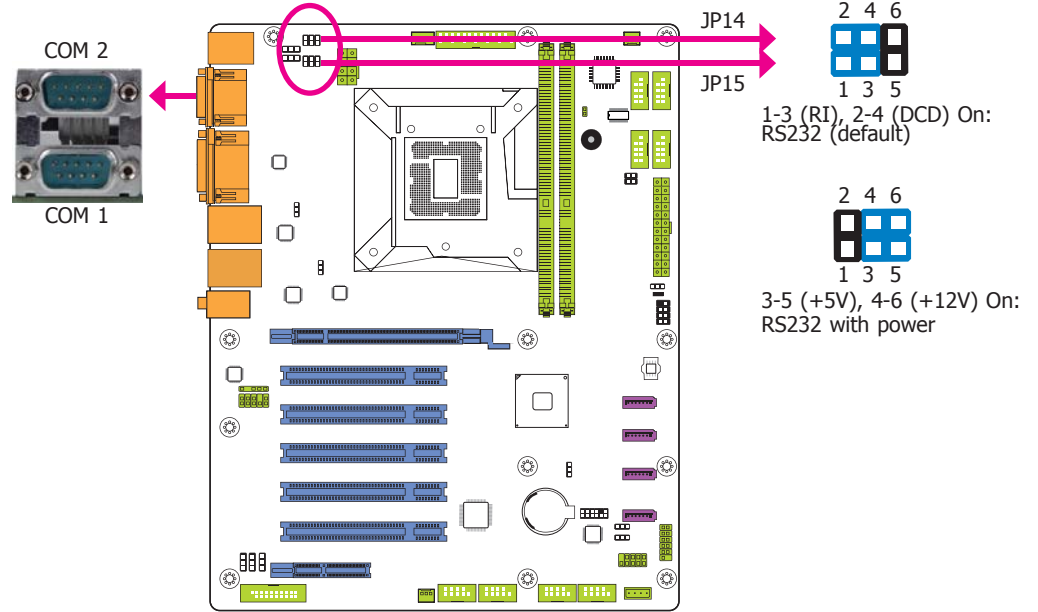 COM 2
COM 1
JP14
JP15
2 4 6
1 3 5
1-3 (RI), 2-4 (DCD) On:
RS232 (default)
2 4 6
1 3 5
3-5 (+5V), 4-6 (+12V) On:
RS232 with power